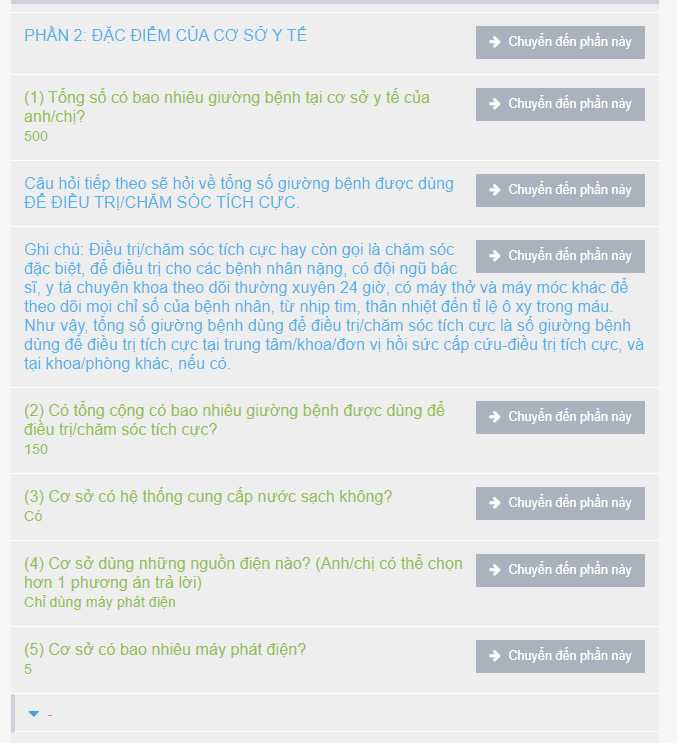 PHẦN 2: ĐẶC ĐIỂM CỦA CƠ SỞ Y TẾ
Chuyển đến phần này
(1) Tổng số có bao nhiêu giường bệnh tại cơ sở y tế của
anh/chị?
500
Chuyển đến phần này
Câu hỏi tiếp theo sẽ hỏi về tổng số giường bệnh được dùng
ĐỂ ĐIỀU TRỊ/CHĂM SÓC TÍCH CỰC.
Chuyển đến phần này
Ghi chú: Điều trị/chăm sóc tích cực hay còn gọi là chăm sóc
đặc biệt, để điều trị cho các bệnh nhân nặng, có đội ngũ bác
sĩ, y tá chuyên khoa theo dõi thường xuyên 24 giờ, có máy thở và máy móc khác để
theo dõi mọi chỉ số của bệnh nhân, từ nhịp tim, thân nhiệt đến tỉ lệ ô xy trong máu.
Như vậy, tổng số giường bệnh dùng để điều trị/chăm sóc tích cực là số giường bệnh
dùng để điều trị tích cực tại trung tâm/khoa/đơn vị hồi sức cấp cứu-điều trị tích cực, và
tại khoa/phòng khác, nếu có.
Chuyển đến phần này
(2) Có tổng cộng có bao nhiêu giường bệnh được dùng để
điều trị/chăm sóc tích cực?
150
Chuyển đến phần này
(3) Cơ sở có hệ thống cung cấp nước sạch không?
Có
Chuyển đến phần này
(4) Cơ sở dùng những nguồn điện nào? (Anh/chị có thể chọn
hơn 1 phương án trả lời)
Chỉ dùng máy phát điện
Chuyển đến phần này
(5) Cơ sở có bao nhiêu máy phát điện?
5
Chuyển đến phần này
-